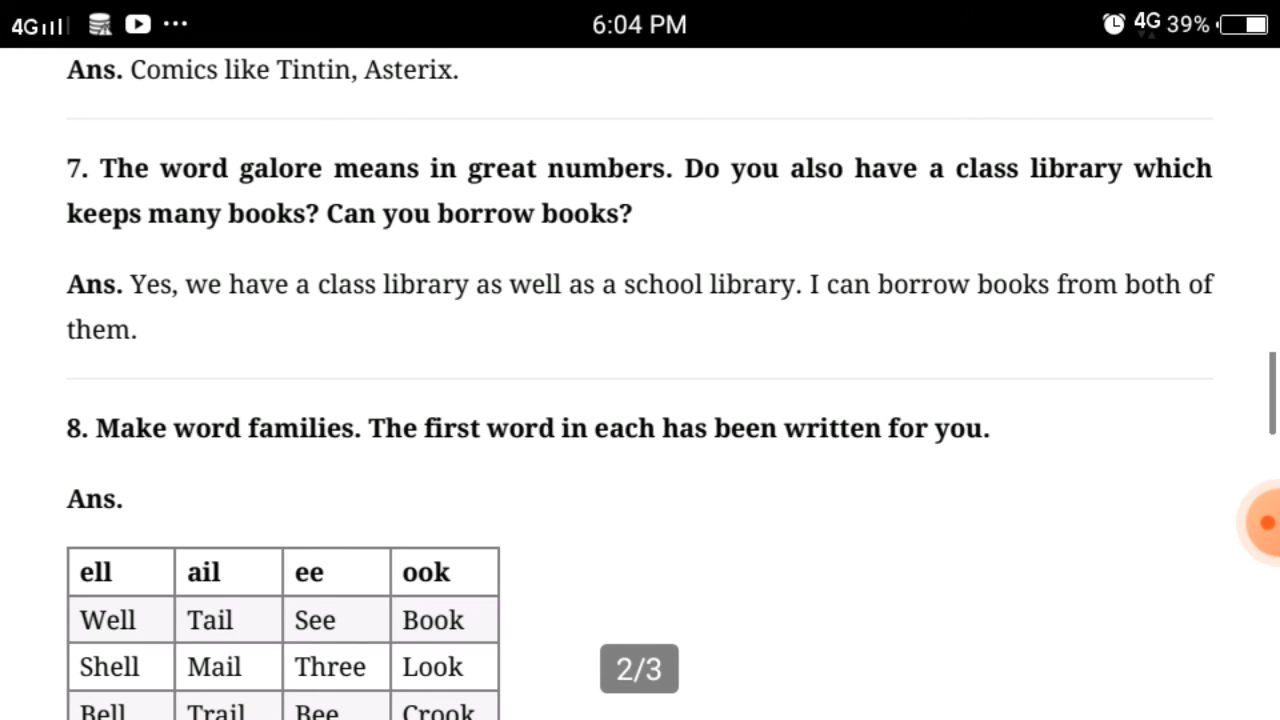 4G 6:04 PM 4G 39%
Ans. Comics like Tintin, Asterix.
7. The word galore means in great numbers. Do you also have a class library which
keeps many books? Can you borrow books?
Ans. Yes, we have a class library as well as a school library. I can borrow books from both of
them.
8. Make word families. The first word in each has been written for you.
Ans.
ell ail ee ook
Well Tail See Book
Shell Mail Three Look
2/3
Bell Trail Bee Crook